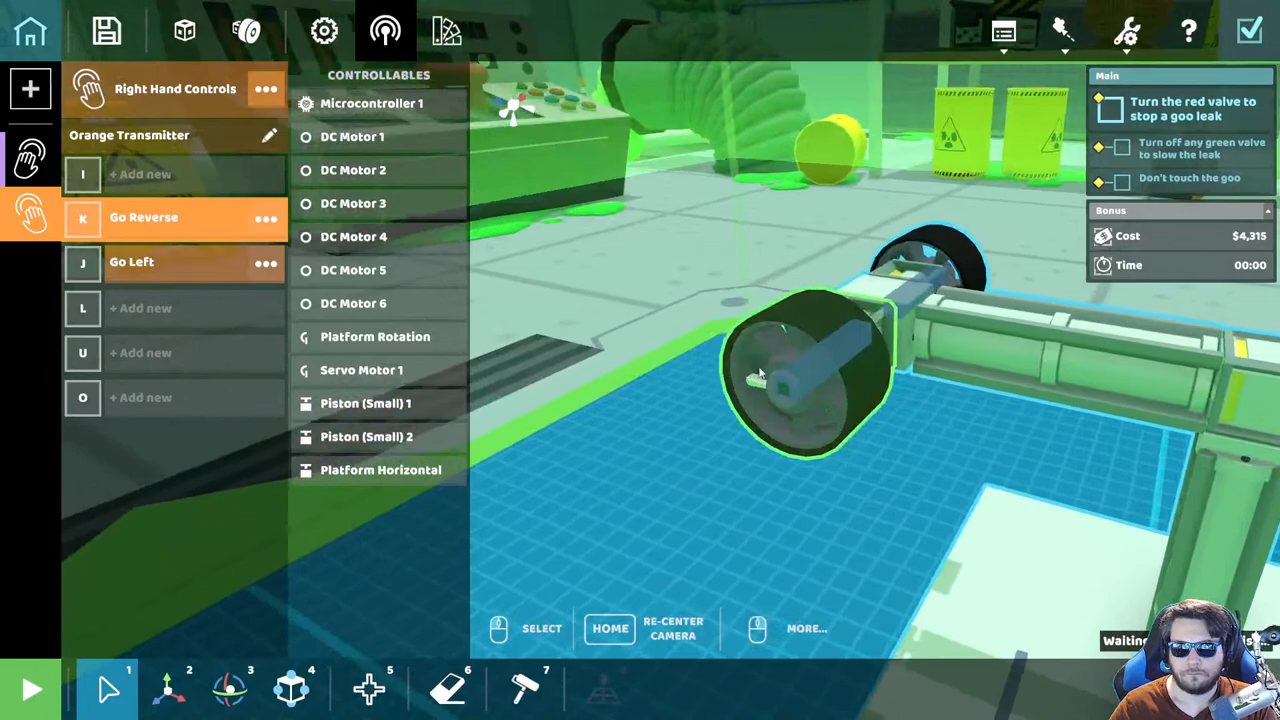 Right Hand Controls
Orange Transmitter
I
+ Add new
K
Go Reverse
J
Go Left
L
+ Add new
U
+ Add new
O
+ Add new
CONTROLLABLES
Microcontroller 1
DC Motor 1
DC Motor 2
DC Motor 3
DC Motor 4
DC Motor 5
DC Motor 6
Platform Rotation
Servo Motor 1
Piston (Small) 1
Piston (Small) 2
Platform Horizontal
Main
Turn the red valve to
stop a goo leak
Turn off any green valve
to slow the leak
Don't touch the goo
Bonus
Cost $4,315
Time 00:00
SELECT
HOME
RE-CENTER
CAMERA
MORE...
1
2
3
4
5
6
7